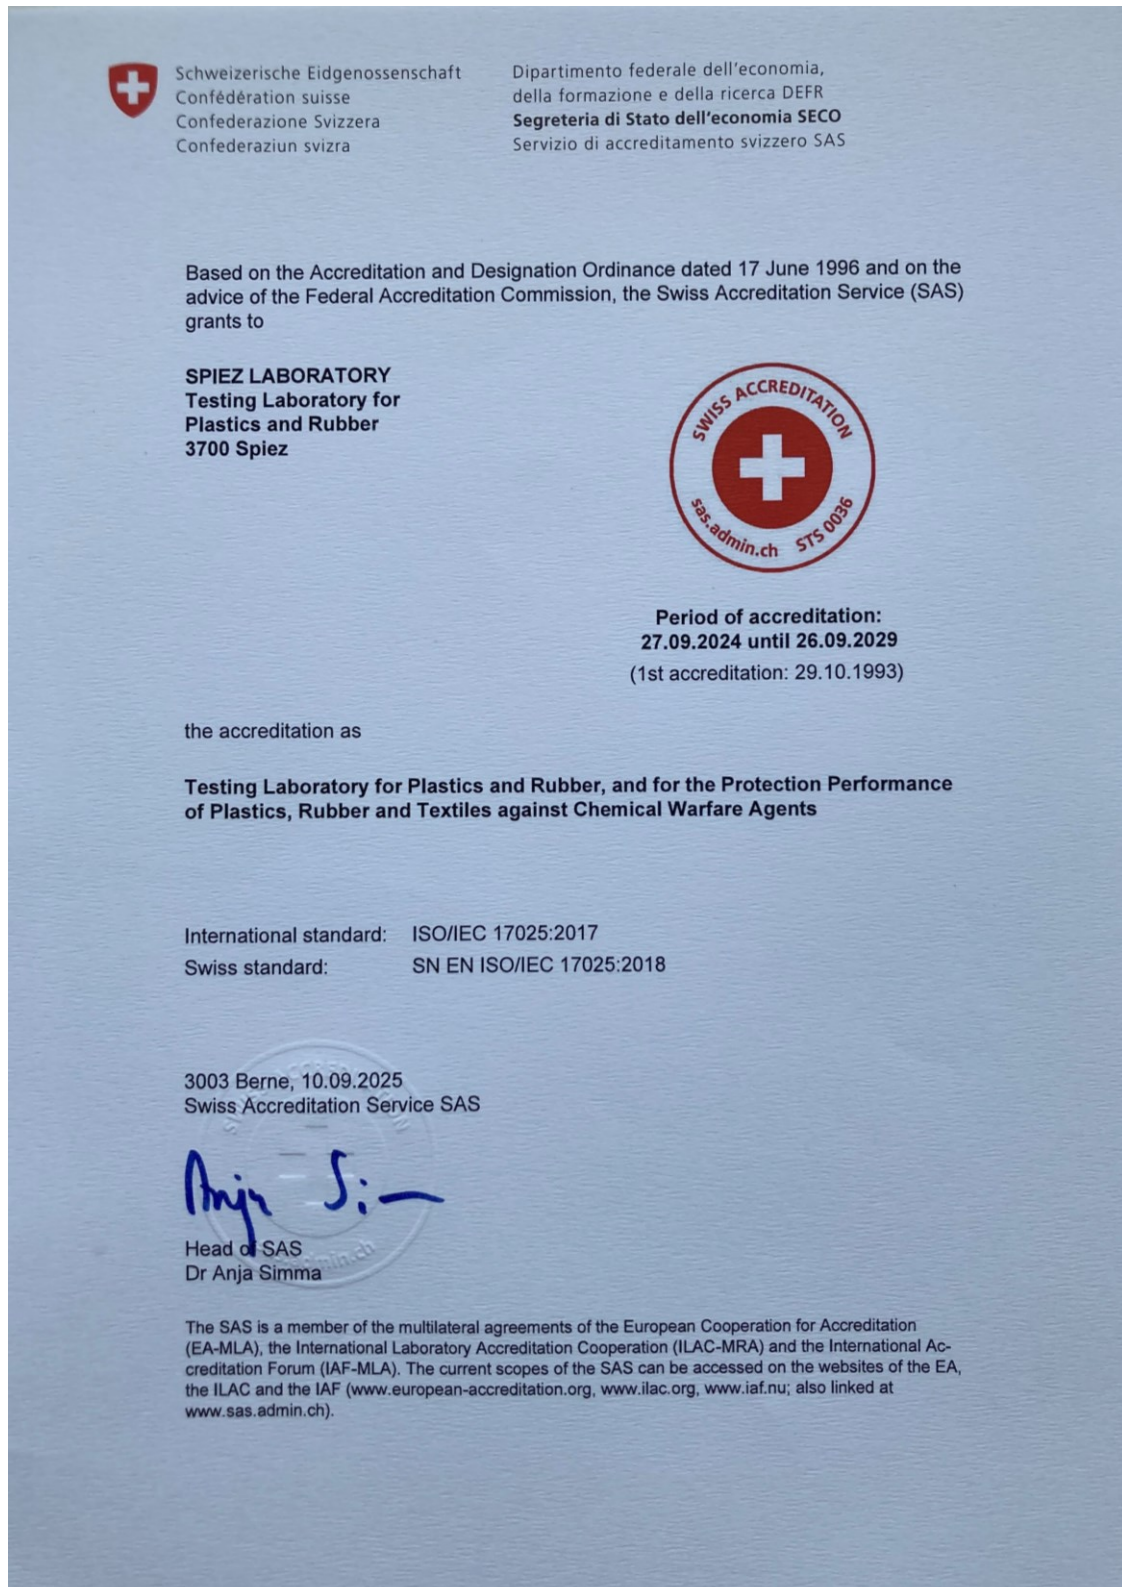 Schweizerische Eidgenossenschaft
Confédération suisse
Confederazione Svizzera
Confederaziun svizra
Dipartimento federale dell'economia,
della formazione e della ricerca DEFR
Segreteria di Stato dell'economia SECO
Servizio di accreditamento svizzero SAS
Based on the Accreditation and Designation Ordinance dated 17 June 1996 and on the
advice of the Federal Accreditation Commission, the Swiss Accreditation Service (SAS)
grants to
SPIEZ LABORATORY
Testing Laboratory for
Plastics and Rubber
3700 Spiez
SWISS ACCREDITATION
sas.admin.ch STS 0036
Period of accreditation:
27.09.2024 until 26.09.2029
(1st accreditation: 29.10.1993)
the accreditation as
Testing Laboratory for Plastics and Rubber, and for the Protection Performance
of Plastics, Rubber and Textiles against Chemical Warfare Agents
International standard: ISO/IEC 17025:2017
Swiss standard: SN EN ISO/IEC 17025:2018
3003 Berne, 10.09.2025
Swiss Accreditation Service SAS
Head of SAS
Dr Anja Simma
The SAS is a member of the multilateral agreements of the European Cooperation for Accreditation
(EA-MLA), the International Laboratory Accreditation Cooperation (ILAC-MRA) and the International Ac-
creditation Forum (IAF-MLA). The current scopes of the SAS can be accessed on the websites of the EA,
the ILAC and the IAF (www.european-accreditation.org, www.ilac.org, www.iaf.nu; also linked at
www.sas.admin.ch).